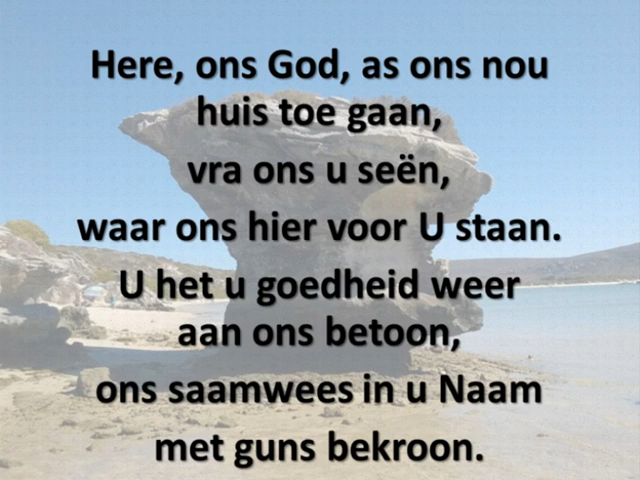 Here, ons God, as ons nou
huis toe gaan,
vra ons u seën,
waar ons hier voor U staan.
U het u goedheid weer
aan ons betoon,
ons saamwees in u Naam
met guns bekroon.